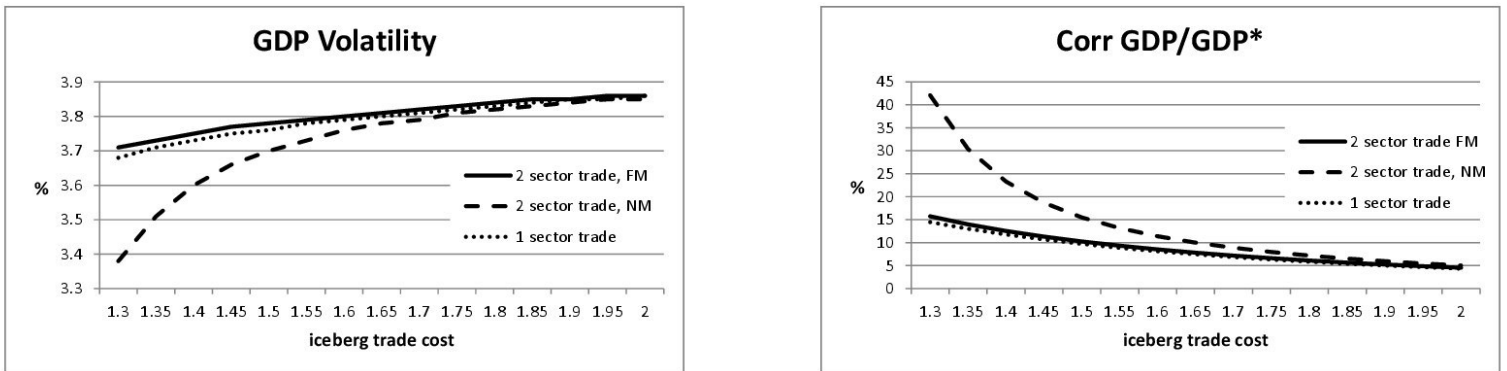 GDP Volatility
3.9
3.8
3.7
3.6
3.5
3.4
3.3
%
2 sector trade, FM
2 sector trade, NM
1 sector trade
1.3 1.35 1.4 1.45 1.5 1.55 1.6 1.65 1.7 1.75 1.8 1.85 1.9 1.95 2
iceberg trade cost
Corr GDP/GDP*
45
40
35
30
25
20
15
10
5
0
%
2 sector trade FM
2 sector trade, NM
1 sector trade
1.3 1.35 1.4 1.45 1.5 1.55 1.6 1.65 1.7 1.75 1.8 1.85 1.9 1.95 2
iceberg trade cost